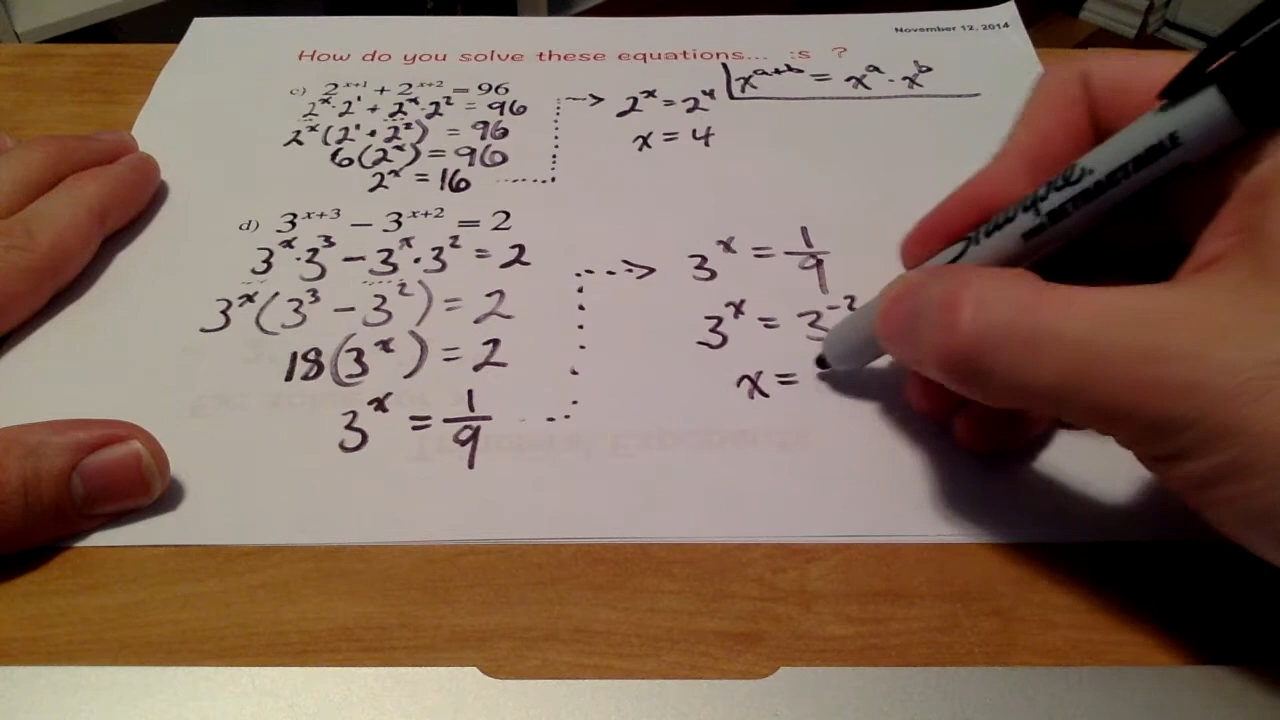 November 12, 2014
How do you solve these equations... :s ?
c) 2^{x+1} + 2^{x+2} = 96
2^x · 2^1 + 2^x · 2^2 = 96
2^x (2^1 + 2^2) = 96
6(2^x) = 96
2^x = 16
2^x = 2^4
x = 4
x^{a+b} = x^a · x^b
d) 3^{x+3} − 3^{x+2} = 2
3^x · 3^3 − 3^x · 3^2 = 2
3^x (3^3 − 3^2) = 2
18(3^x) = 2
3^x = 1/9
3^x = 1/9
3^x = 3^{-2}
x =
RETRACTABLE